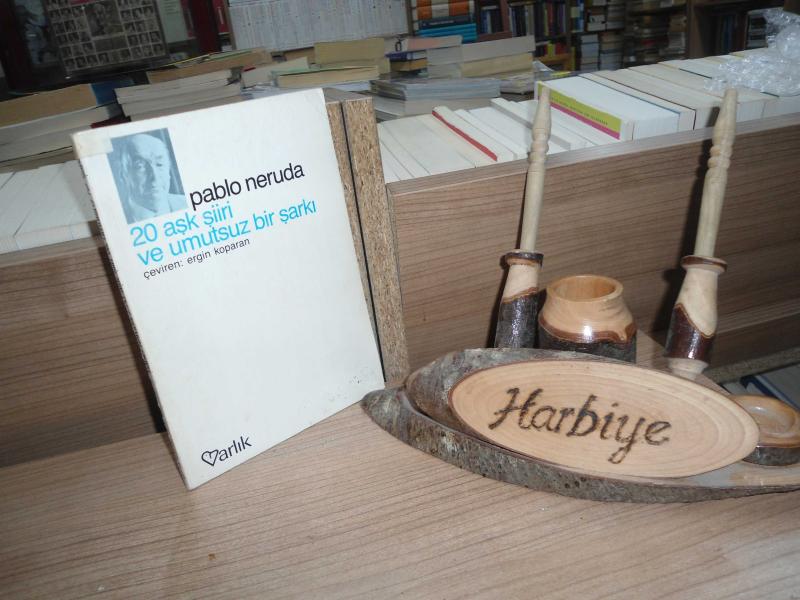 pablo neruda
20 aşk şiiri
ve umutsuz bir şarkı
çeviren: ergin koparan
Varlık
Harbiye